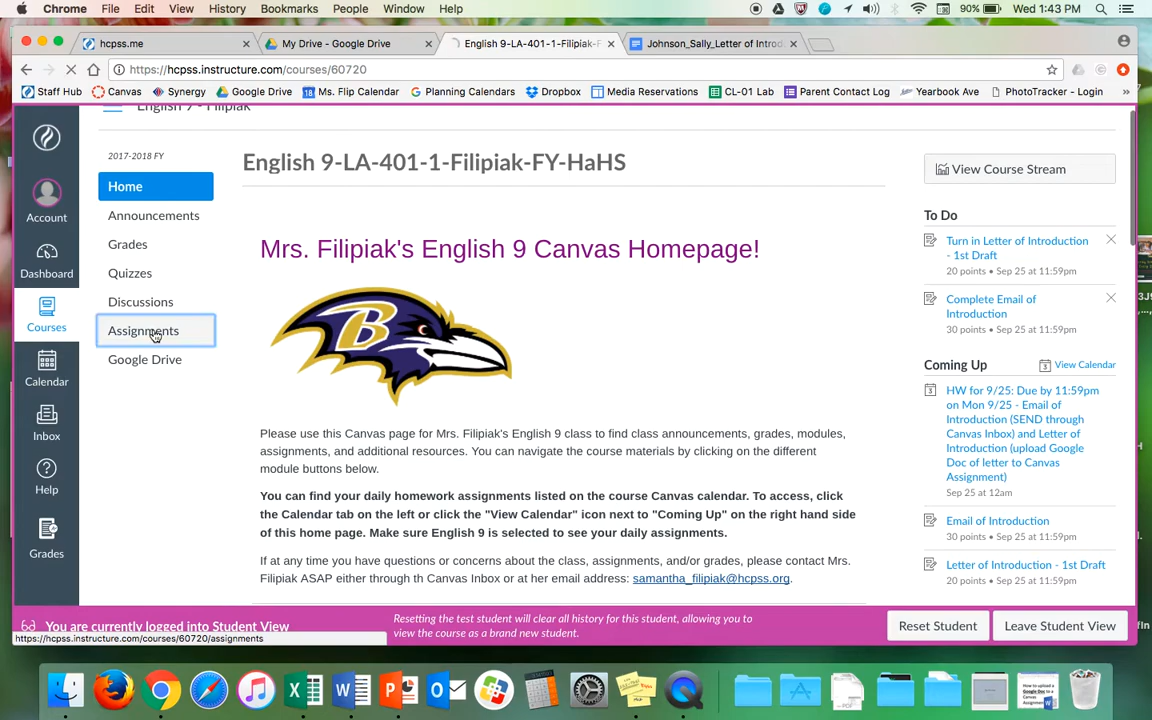 Chrome File Edit View History Bookmarks People Window Help 90% Wed 1:43 PM
hcpss.me × My Drive - Google Drive × English 9-LA-401-1-Filipiak-F × Johnson_Sally_Letter of Introd ×
https://hcpss.instructure.com/courses/60720
Staff Hub Canvas Synergy Google Drive 18 Ms. Flip Calendar Planning Calendars Dropbox Media Reservations CL-01 Lab Parent Contact Log Yearbook Ave PhotoTracker - Login »
English 9 - Filipiak
Account
Dashboard
Courses
Calendar
Inbox
Help
Grades
2017-2018 FY
Home
Announcements
Grades
Quizzes
Discussions
Assignments
Google Drive
English 9-LA-401-1-Filipiak-FY-HaHS
Mrs. Filipiak's English 9 Canvas Homepage!
B
Please use this Canvas page for Mrs. Filipiak's English 9 class to find class announcements, grades, modules,
assignments, and additional resources. You can navigate the course materials by clicking on the different
module buttons below.
You can find your daily homework assignments listed on the course Canvas calendar. To access, click
the Calendar tab on the left or click the "View Calendar" icon next to "Coming Up" on the right hand side
of this home page. Make sure English 9 is selected to see your daily assignments.
If at any time you have questions or concerns about the class, assignments, and/or grades, please contact Mrs.
Filipiak ASAP either through th Canvas Inbox or at her email address: samantha_filipiak@hcpss.org.
View Course Stream
To Do
Turn in Letter of Introduction
- 1st Draft
20 points • Sep 25 at 11:59pm
Complete Email of
Introduction
30 points • Sep 25 at 11:59pm
Coming Up 3 View Calendar
3 HW for 9/25: Due by 11:59pm
on Mon 9/25 - Email of
Introduction (SEND through
Canvas Inbox) and Letter of
Introduction (upload Google
Doc of letter to Canvas
Assignment)
Sep 25 at 12am
Email of Introduction
30 points • Sep 25 at 11:59pm
Letter of Introduction - 1st Draft
20 points • Sep 25 at 11:59pm
You are currently logged into Student View
Resetting the test student will clear all history for this student, allowing you to
view the course as a brand new student.
Reset Student
Leave Student View
https://hcpss.instructure.com/courses/60720/assignments